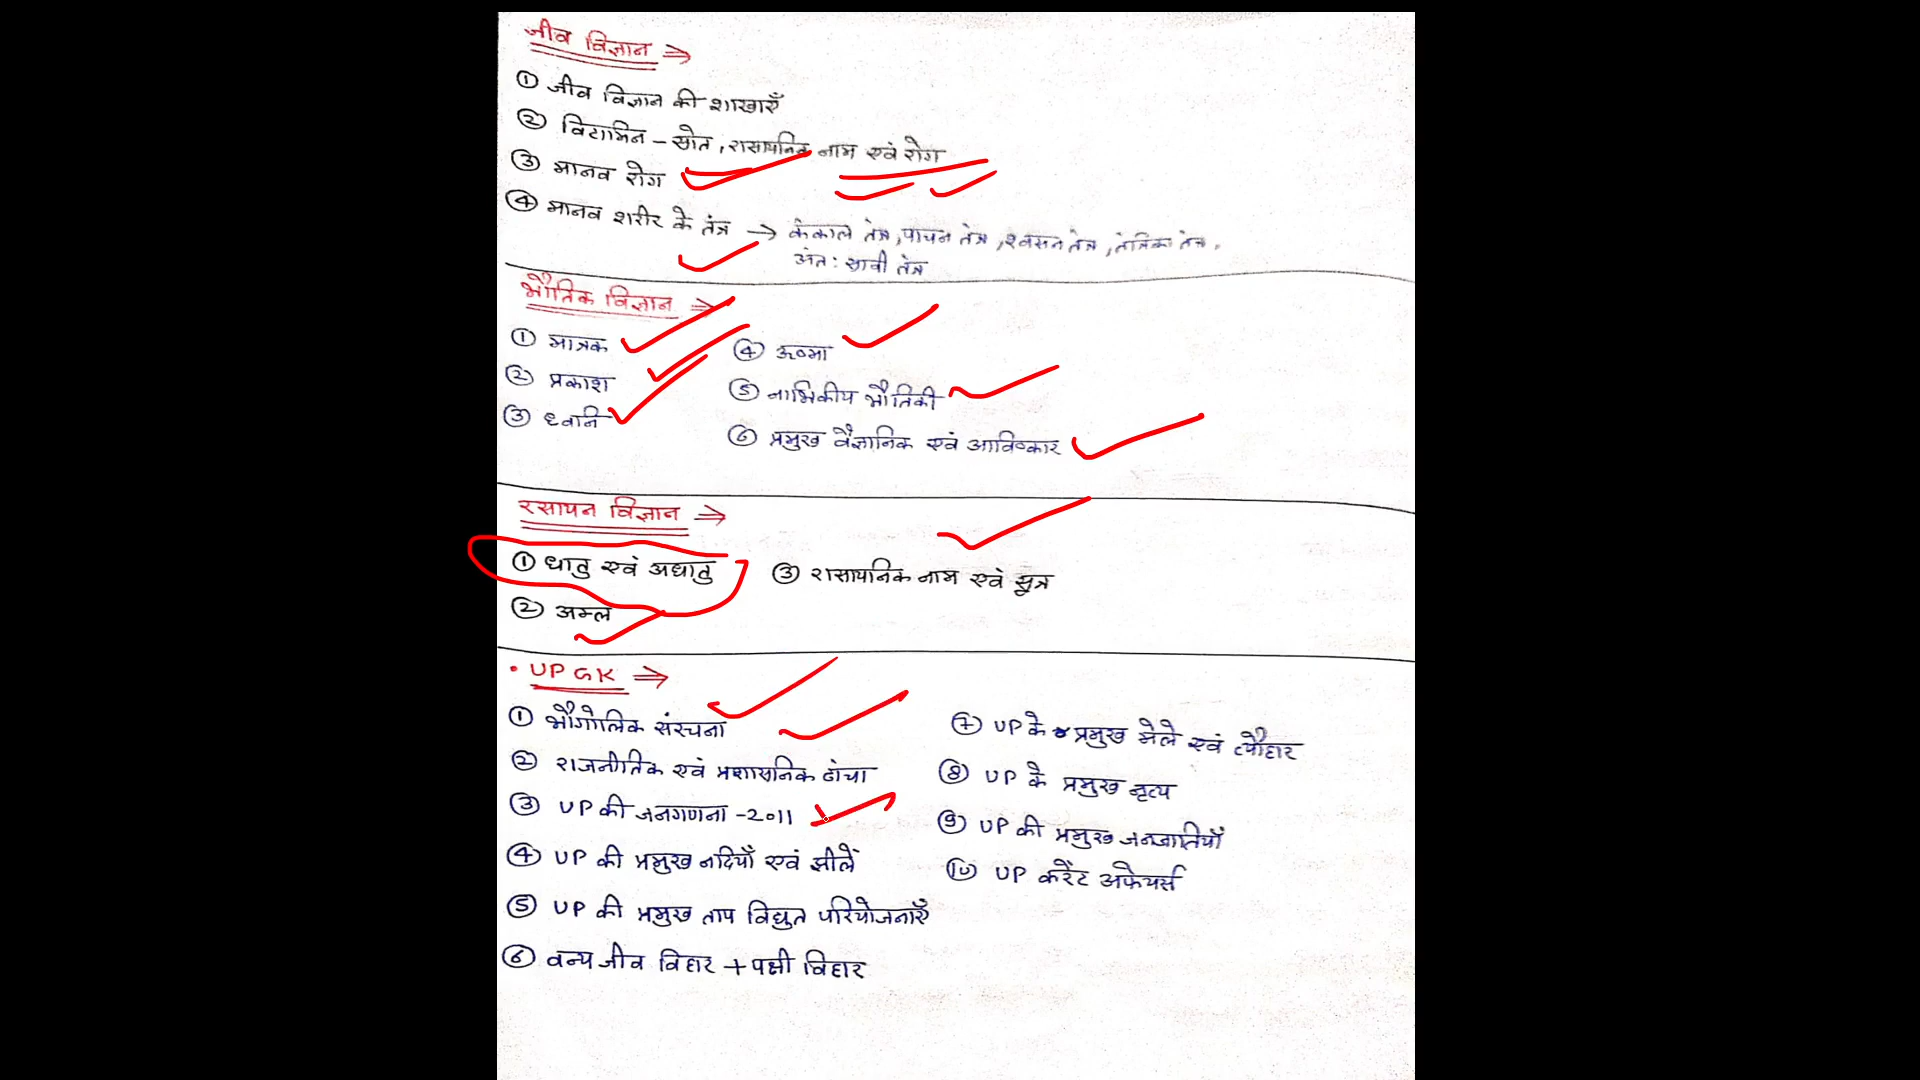 जीव विज्ञान ⇒
① जीव विज्ञान की शाखाएँ
② विटामिन - स्रोत, रासायनिक नाम एवं रोग
③ मानव रोग
④ मानव शरीर के तंत्र → कंकाल तंत्र, पाचन तंत्र, श्वसन तंत्र, तंत्रिका तंत्र,
अंतः स्रावी तंत्र
भौतिक विज्ञान ⇒
① मात्रक
② प्रकाश
③ ध्वनि
④ ऊष्मा
⑤ नाभिकीय भौतिकी
⑥ प्रमुख वैज्ञानिक एवं आविष्कार
रसायन विज्ञान ⇒
① धातु एवं अधातु
② अम्ल
③ रासायनिक नाम एवं सूत्र
• UP GK ⇒
① भौगोलिक संरचना
② राजनीतिक एवं प्रशासनिक ढांचा
③ UP की जनगणना -2011
④ UP की प्रमुख नदियाँ एवं झीलें
⑤ UP की प्रमुख ताप विद्युत परियोजनाएँ
⑥ वन्य जीव विहार + पक्षी विहार
⑦ UP के प्रमुख मेले एवं त्यौहार
⑧ UP के प्रमुख नृत्य
⑨ UP की प्रमुख जनजातियाँ
⑩ UP करेंट अफेयर्स